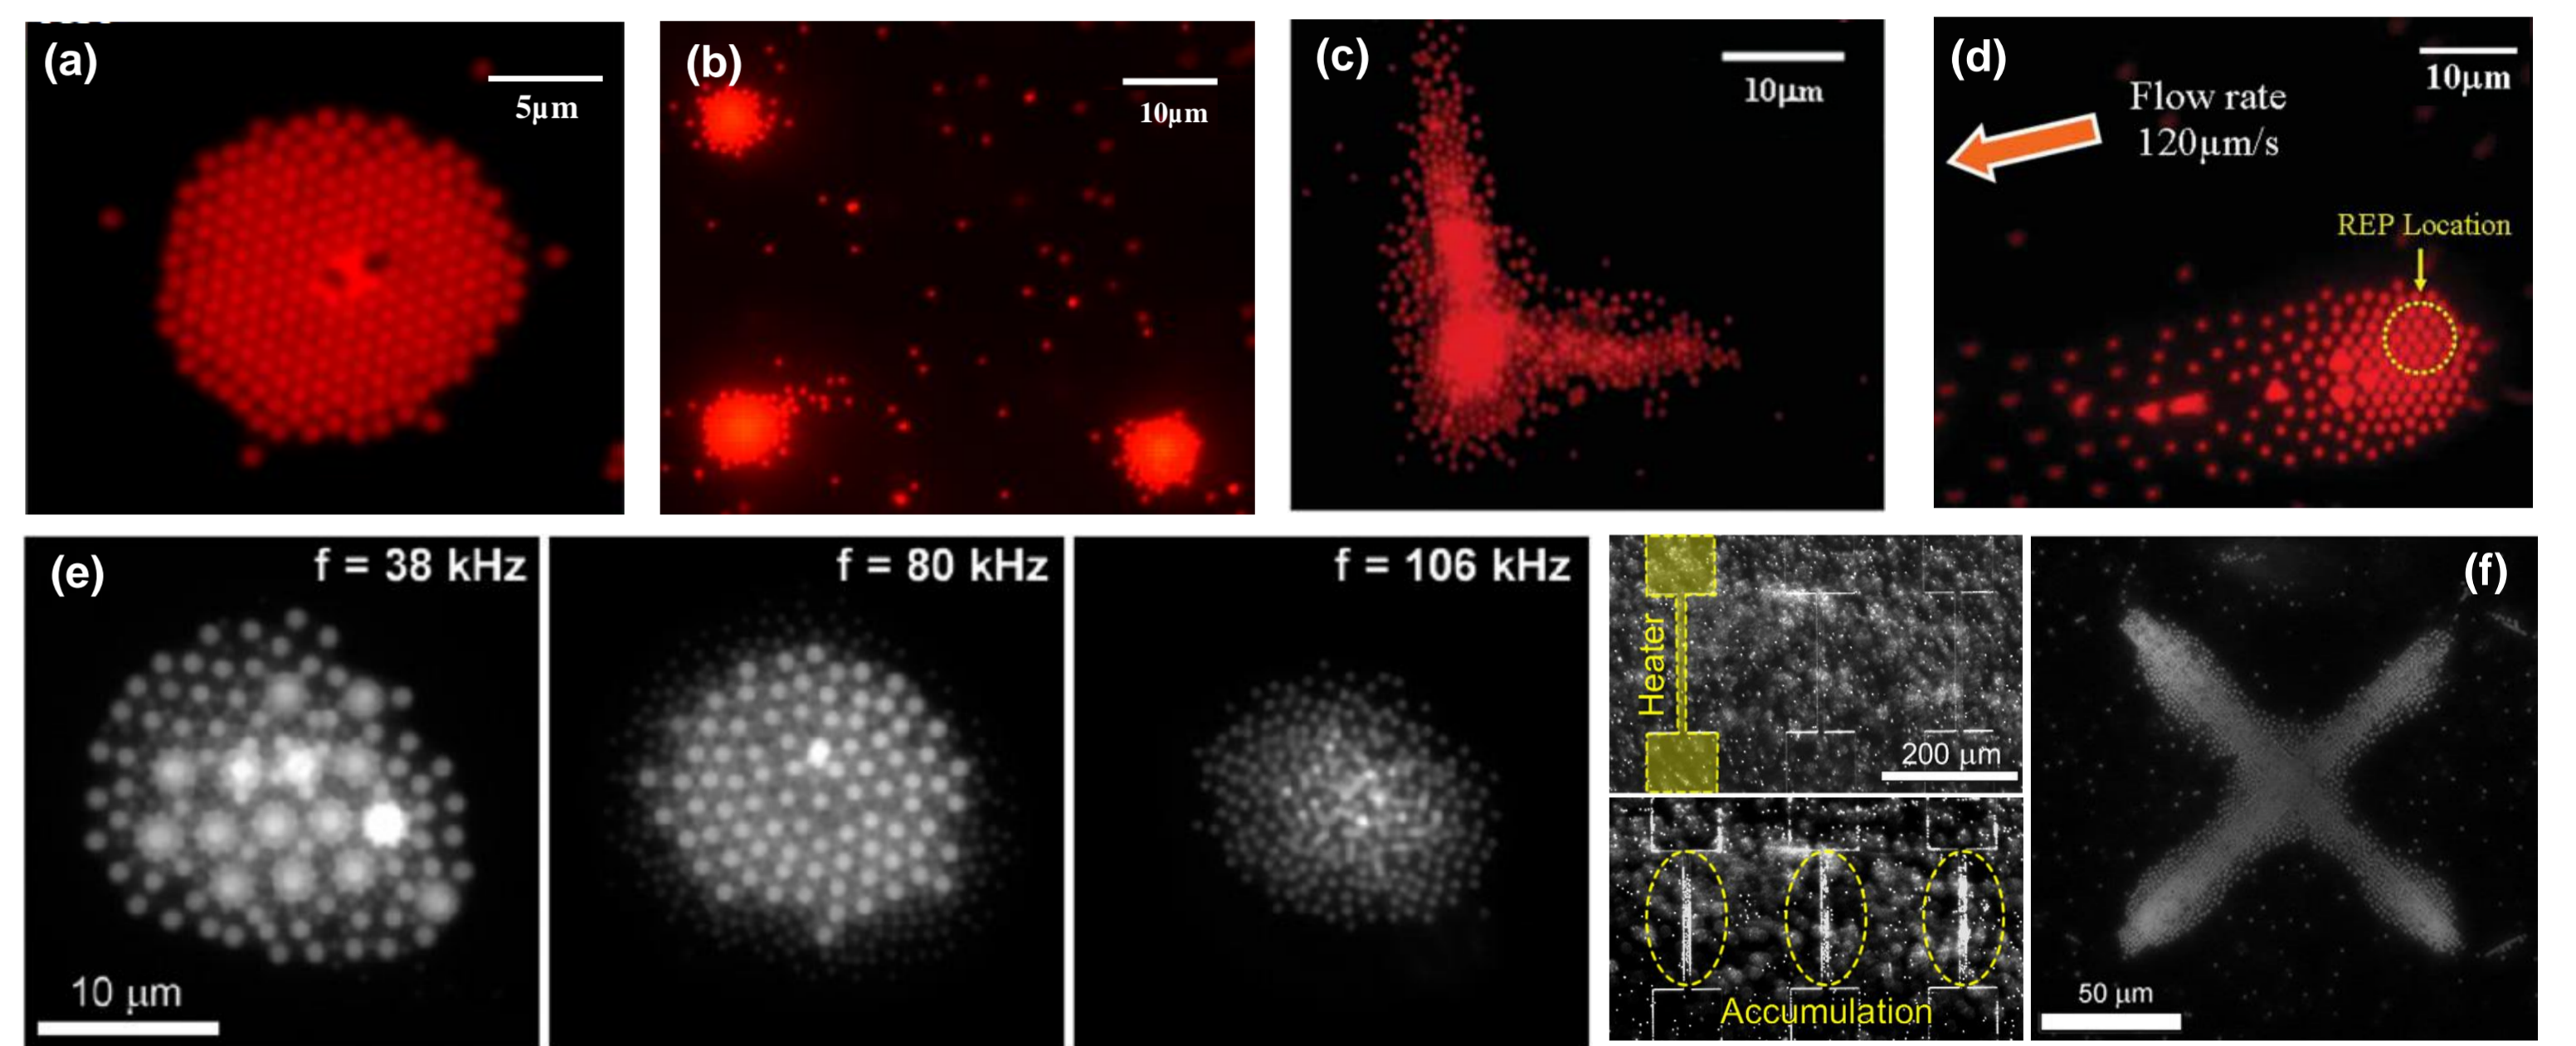 (a)
5μm
(b)
10μm
(c)
10μm
(d)
10μm
Flow rate
120μm/s
REP Location
(e)
f = 38 kHz
10 μm
f = 80 kHz
f = 106 kHz
Heater
200 μm
Accumulation
(f)
50 μm